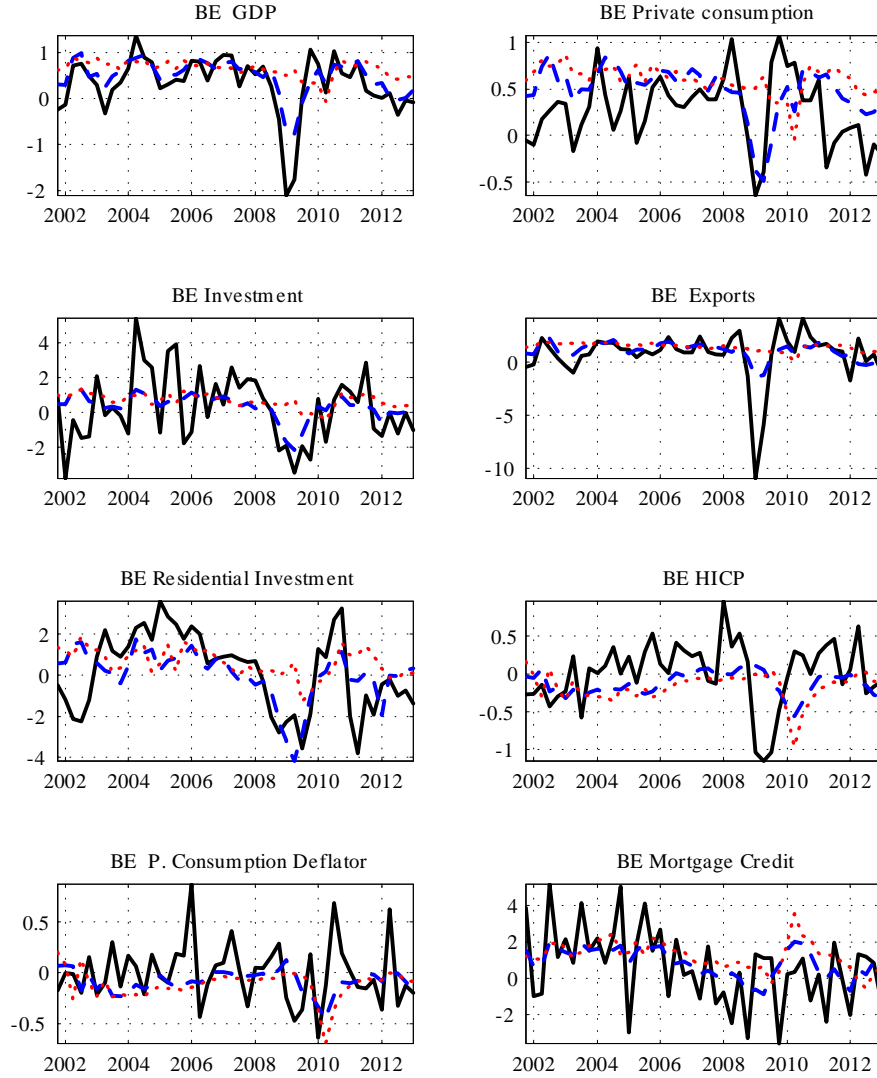 BE GDP
1
0
-1
-2
2002 2004 2006 2008 2010 2012
BE Private consumption
1
0.5
0
-0.5
2002 2004 2006 2008 2010 2012
BE Investment
4
2
0
-2
2002 2004 2006 2008 2010 2012
BE Exports
0
-5
-10
2002 2004 2006 2008 2010 2012
BE Residential Investment
2
0
-2
-4
2002 2004 2006 2008 2010 2012
BE HICP
0.5
0
-0.5
-1
2002 2004 2006 2008 2010 2012
BE P. Consumption Deflator
0.5
0
-0.5
2002 2004 2006 2008 2010 2012
BE Mortgage Credit
4
2
0
-2
2002 2004 2006 2008 2010 2012